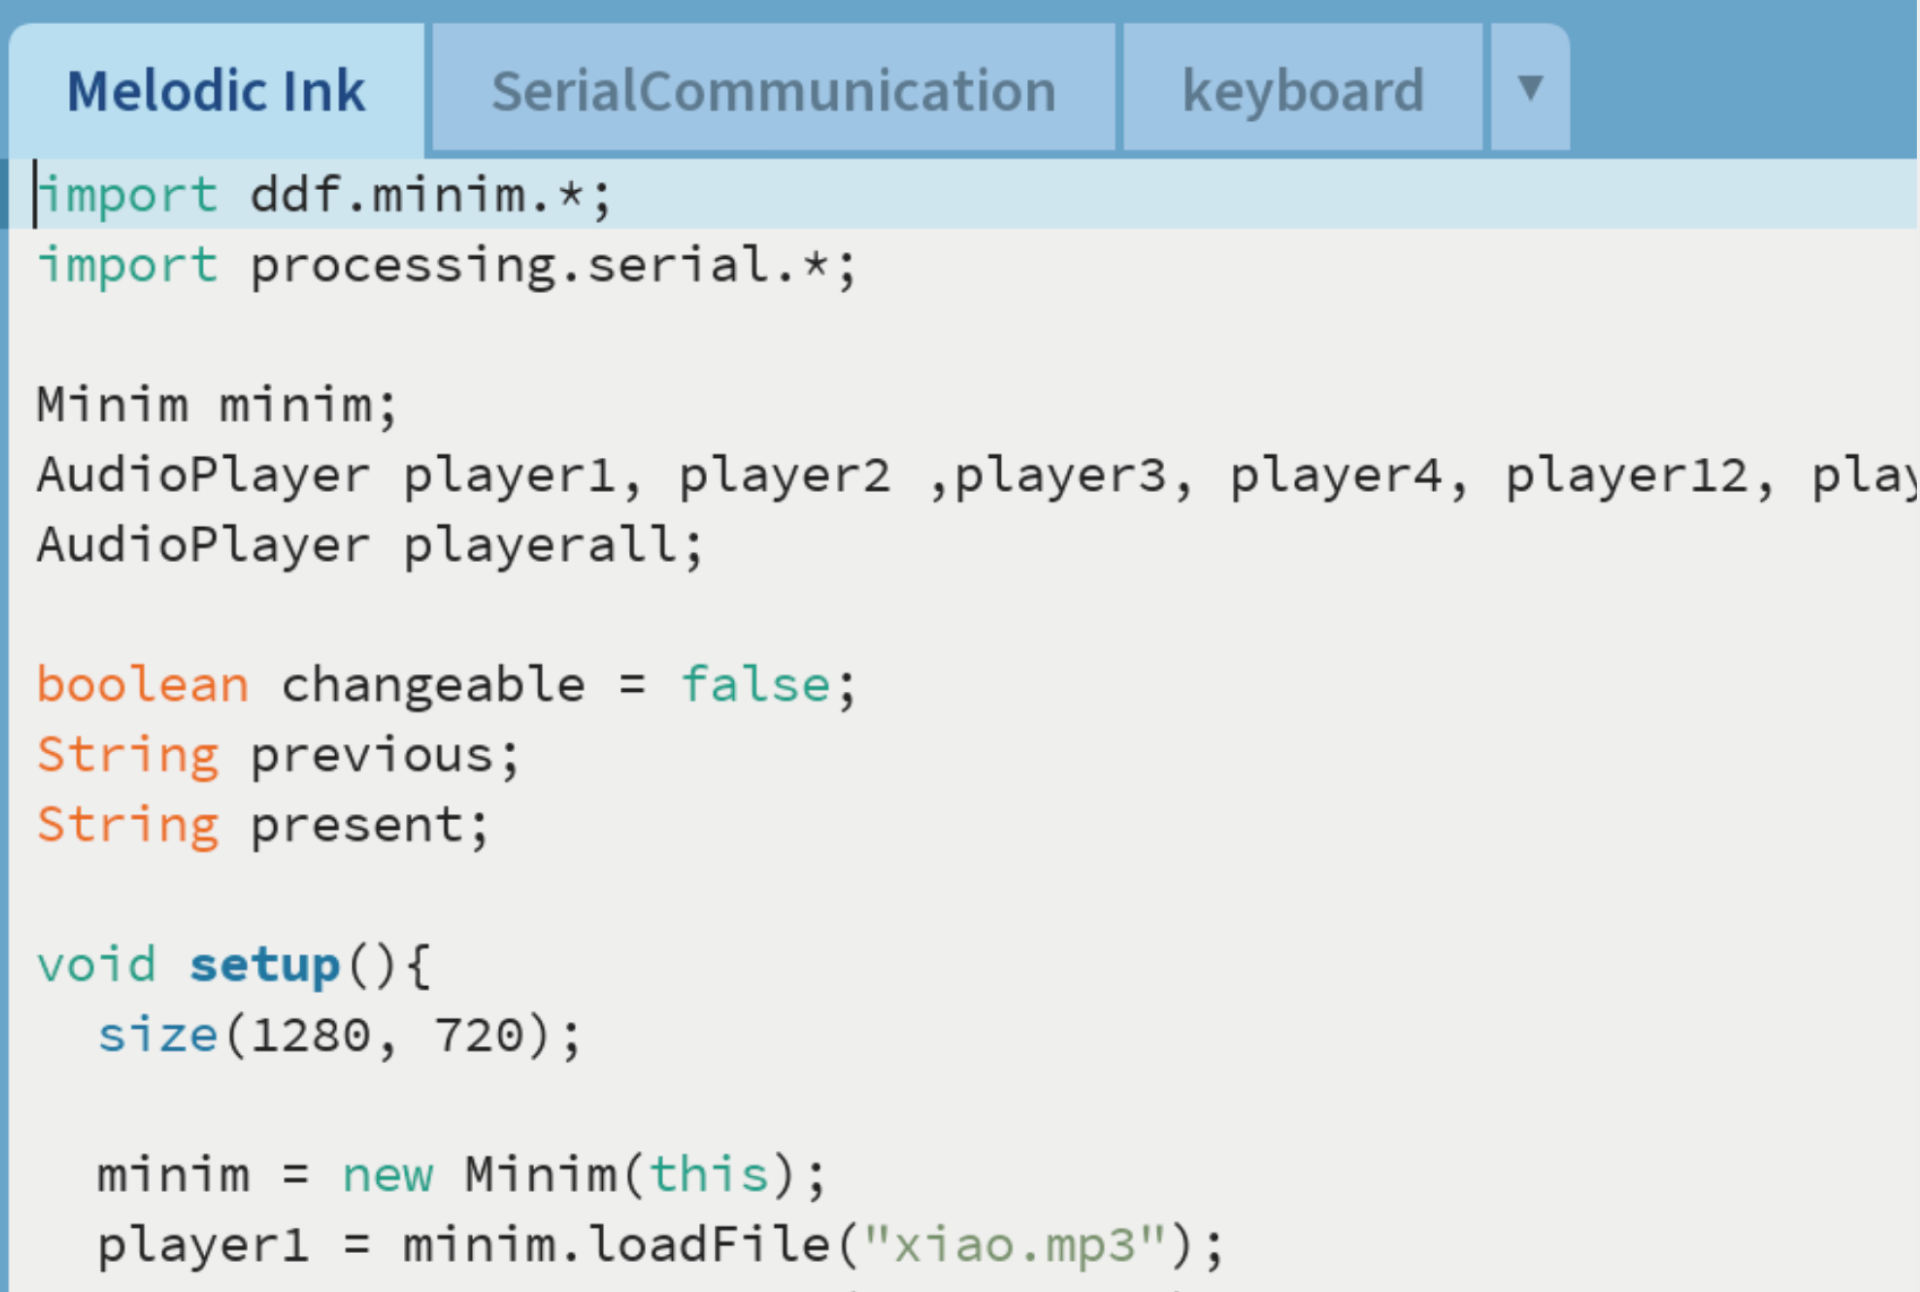 Melodic Ink SerialCommunication keyboard ▼
import ddf.minim.*;
import processing.serial.*;
Minim minim;
AudioPlayer player1, player2 ,player3, player4, player12, play
AudioPlayer playerall;
boolean changeable = false;
String previous;
String present;
void setup(){
  size(1280, 720);
  minim = new Minim(this);
  player1 = minim.loadFile("xiao.mp3");